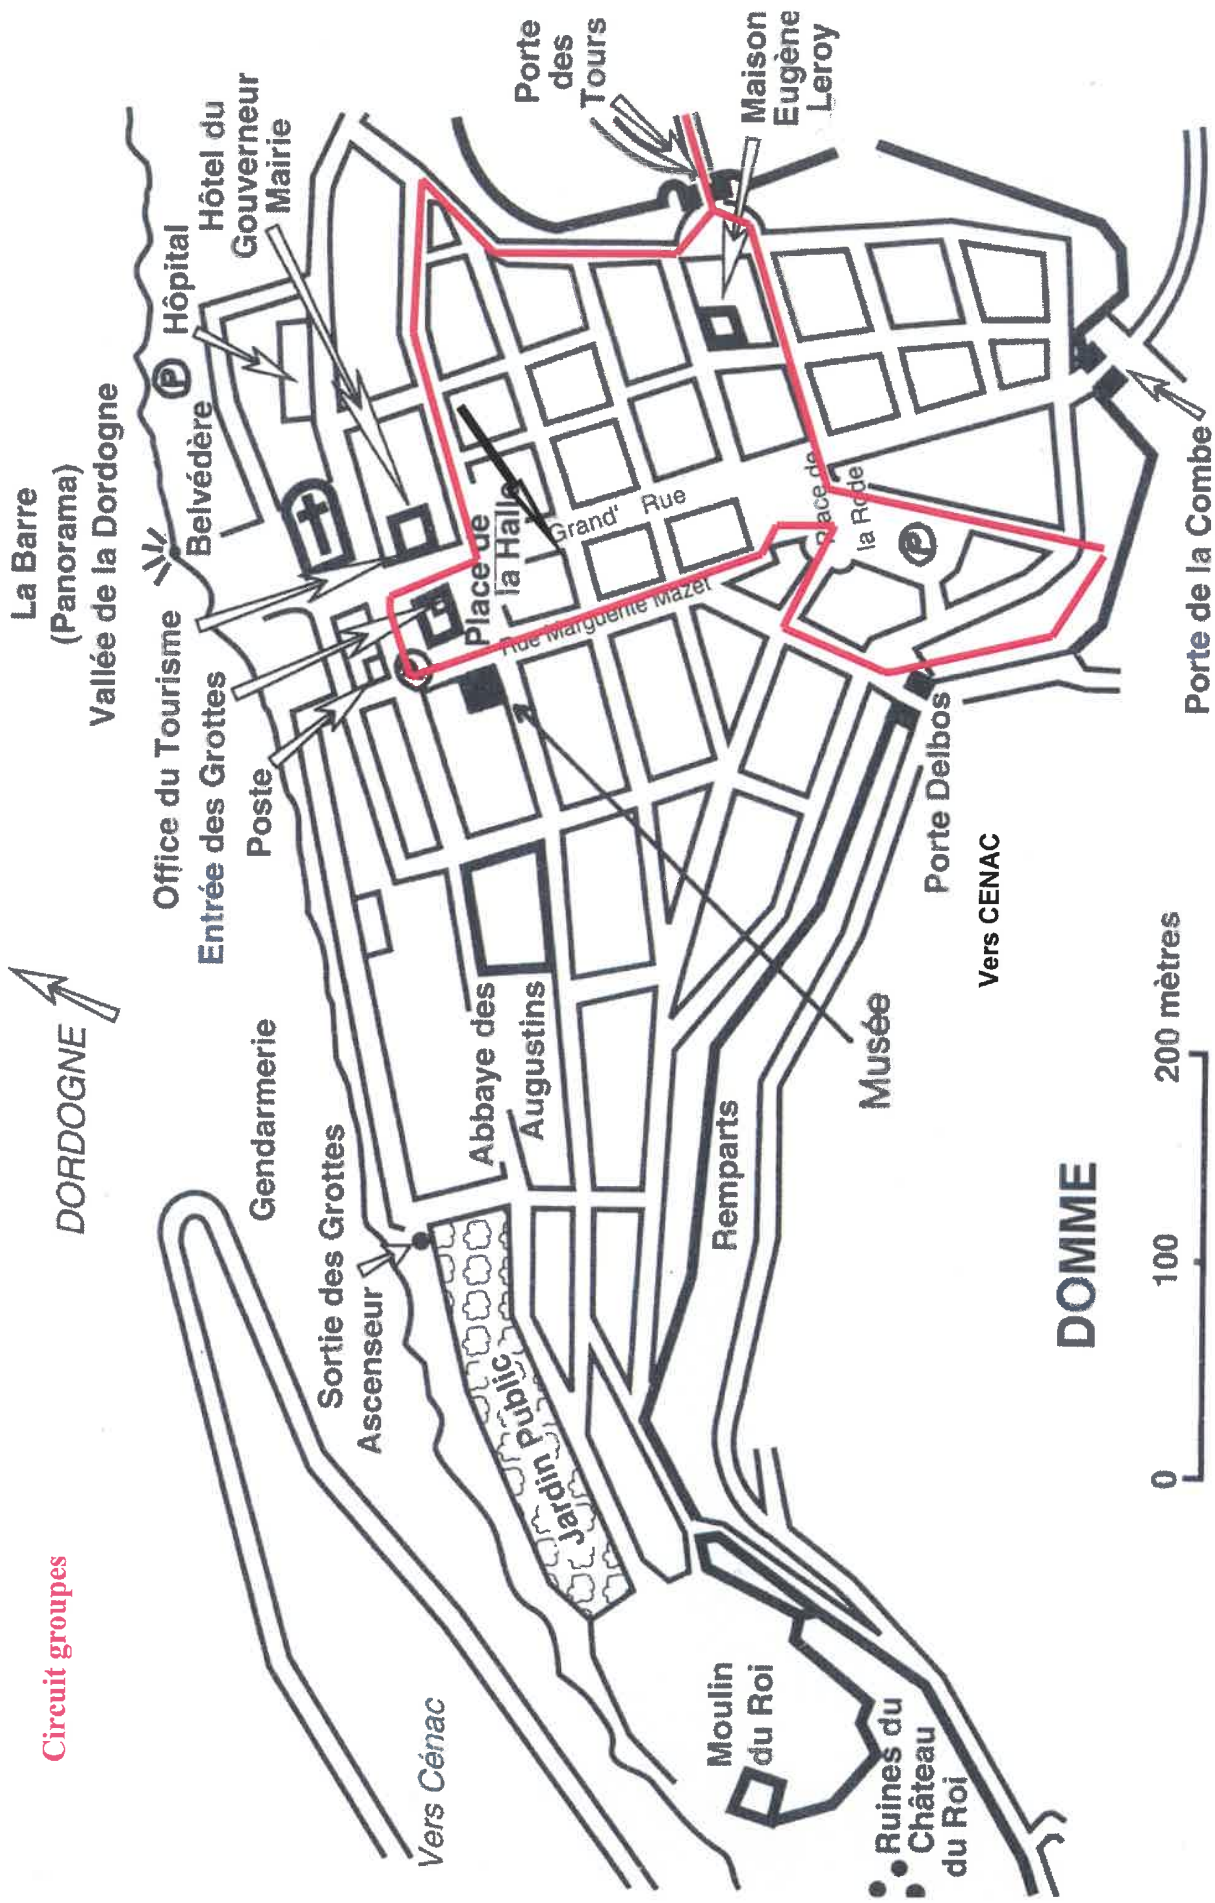 Circuit groupes
DORDOGNE
La Barre
(Panorama)
Vallée de la Dordogne
Belvédère
P
Hôpital
Hôtel du
Gouverneur
Mairie
Porte
des
Tours
Maison
Eugène
Leroy
Office du Tourisme
Entrée des Grottes
Poste
Gendarmerie
Sortie des Grottes
Ascenseur
Vers Cénac
Jardin Public
Abbaye des
Augustins
Place de
la Halle
Grand' Rue
Rue Marguerite Mazet
Place de
la Rode
P
Porte de la Combe
Porte Delbos
Vers CENAC
Musée
Remparts
Moulin
du Roi
Ruines du
Château
du Roi
DOMME
0 100 200 mètres